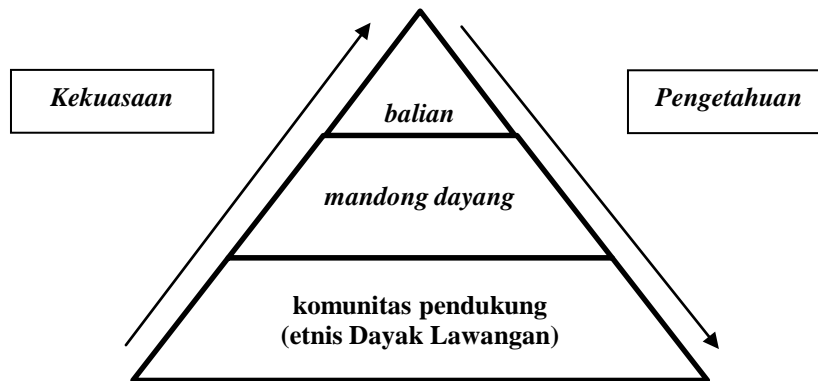 Kekuasaan
Pengetahuan
balian
mandong dayang
komunitas pendukung
(etnis Dayak Lawangan)